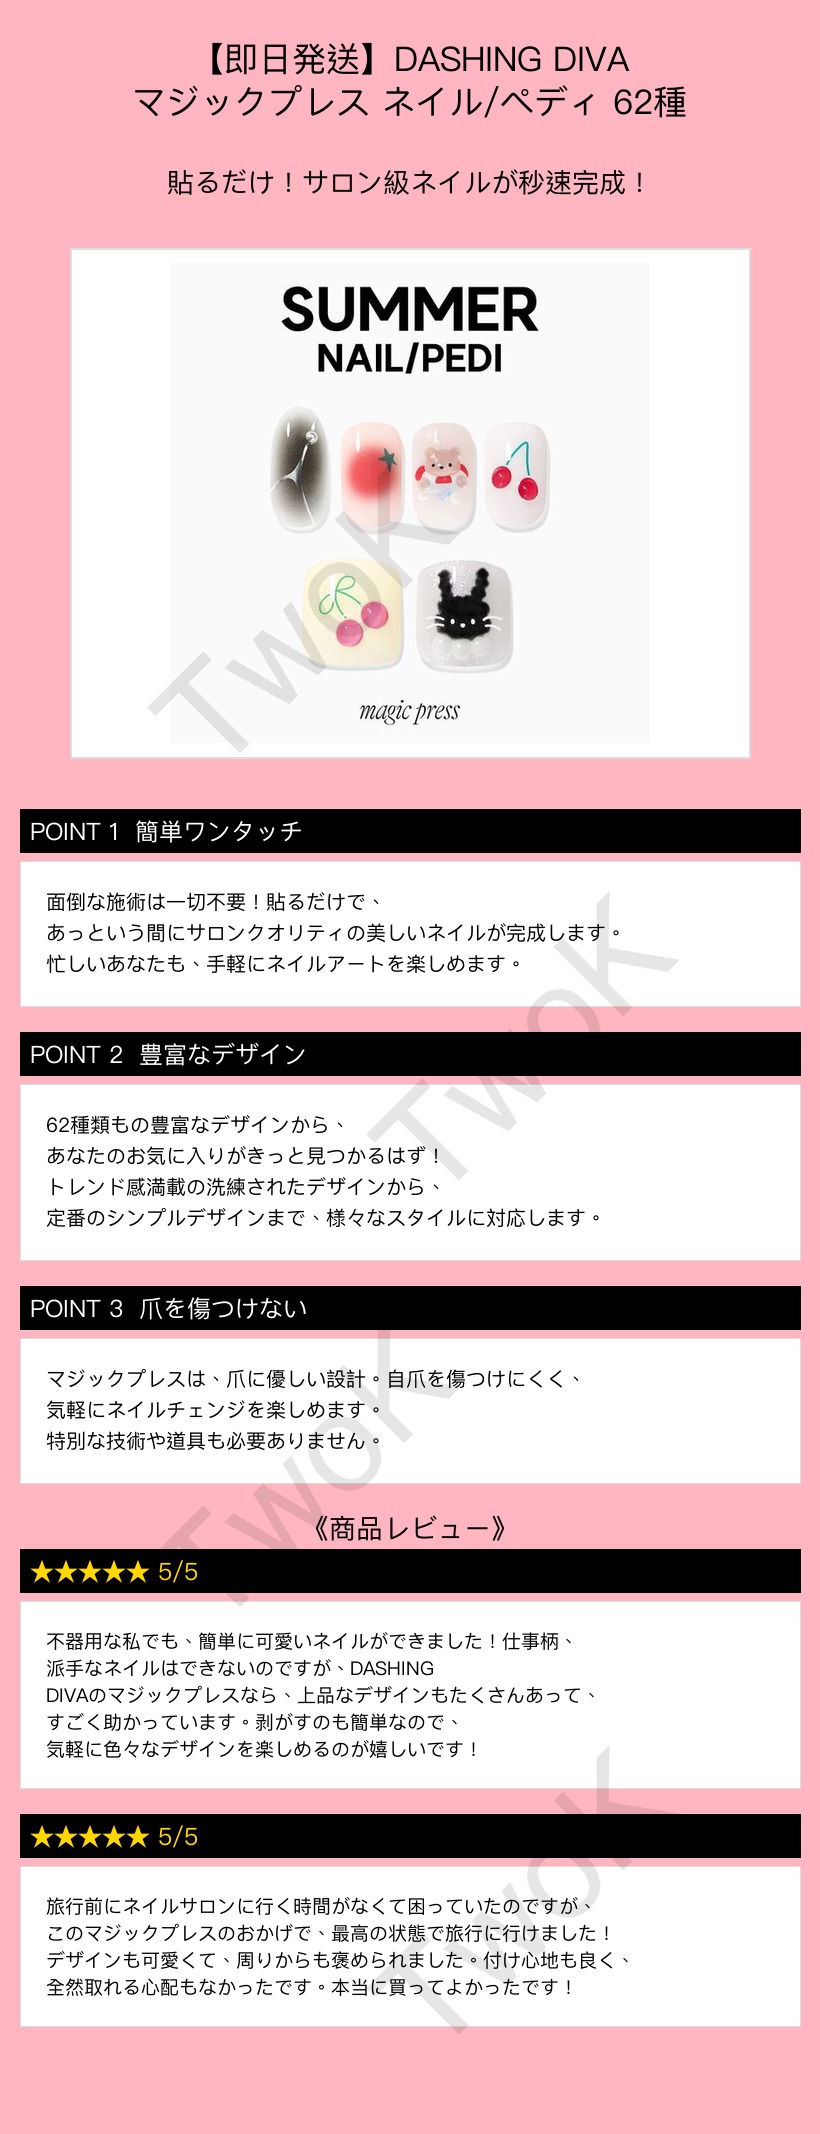 【即日発送】DASHING DIVA
マジックプレス ネイル/ペディ 62種
貼るだけ！サロン級ネイルが秒速完成！
SUMMER
NAIL/PEDI
magic press
TwoK
POINT 1 簡単ワンタッチ
面倒な施術は一切不要！貼るだけで、
あっという間にサロンクオリティの美しいネイルが完成します。
忙しいあなたも、手軽にネイルアートを楽しめます。
TwoK
POINT 2 豊富なデザイン
62種類もの豊富なデザインから、
あなたのお気に入りがきっと見つかるはず！
トレンド感満載の洗練されたデザインから、
定番のシンプルデザインまで、様々なスタイルに対応します。
POINT 3 爪を傷つけない
マジックプレスは、爪に優しい設計。自爪を傷つけにくく、
気軽にネイルチェンジを楽しめます。
特別な技術や道具も必要ありません。
TwoK
《商品レビュー》
★★★★★ 5/5
不器用な私でも、簡単に可愛いネイルができました！仕事柄、
派手なネイルはできないのですが、DASHING
DIVAのマジックプレスなら、上品なデザインもたくさんあって、
すごく助かっています。剥がすのも簡単なので、
気軽に色々なデザインを楽しめるのが嬉しいです！
★★★★★ 5/5
旅行前にネイルサロンに行く時間がなくて困っていたのですが、
このマジックプレスのおかげで、最高の状態で旅行に行けました！
デザインも可愛くて、周りからも褒められました。付け心地も良く、
全然取れる心配もなかったです。本当に買ってよかったです！
TwoK